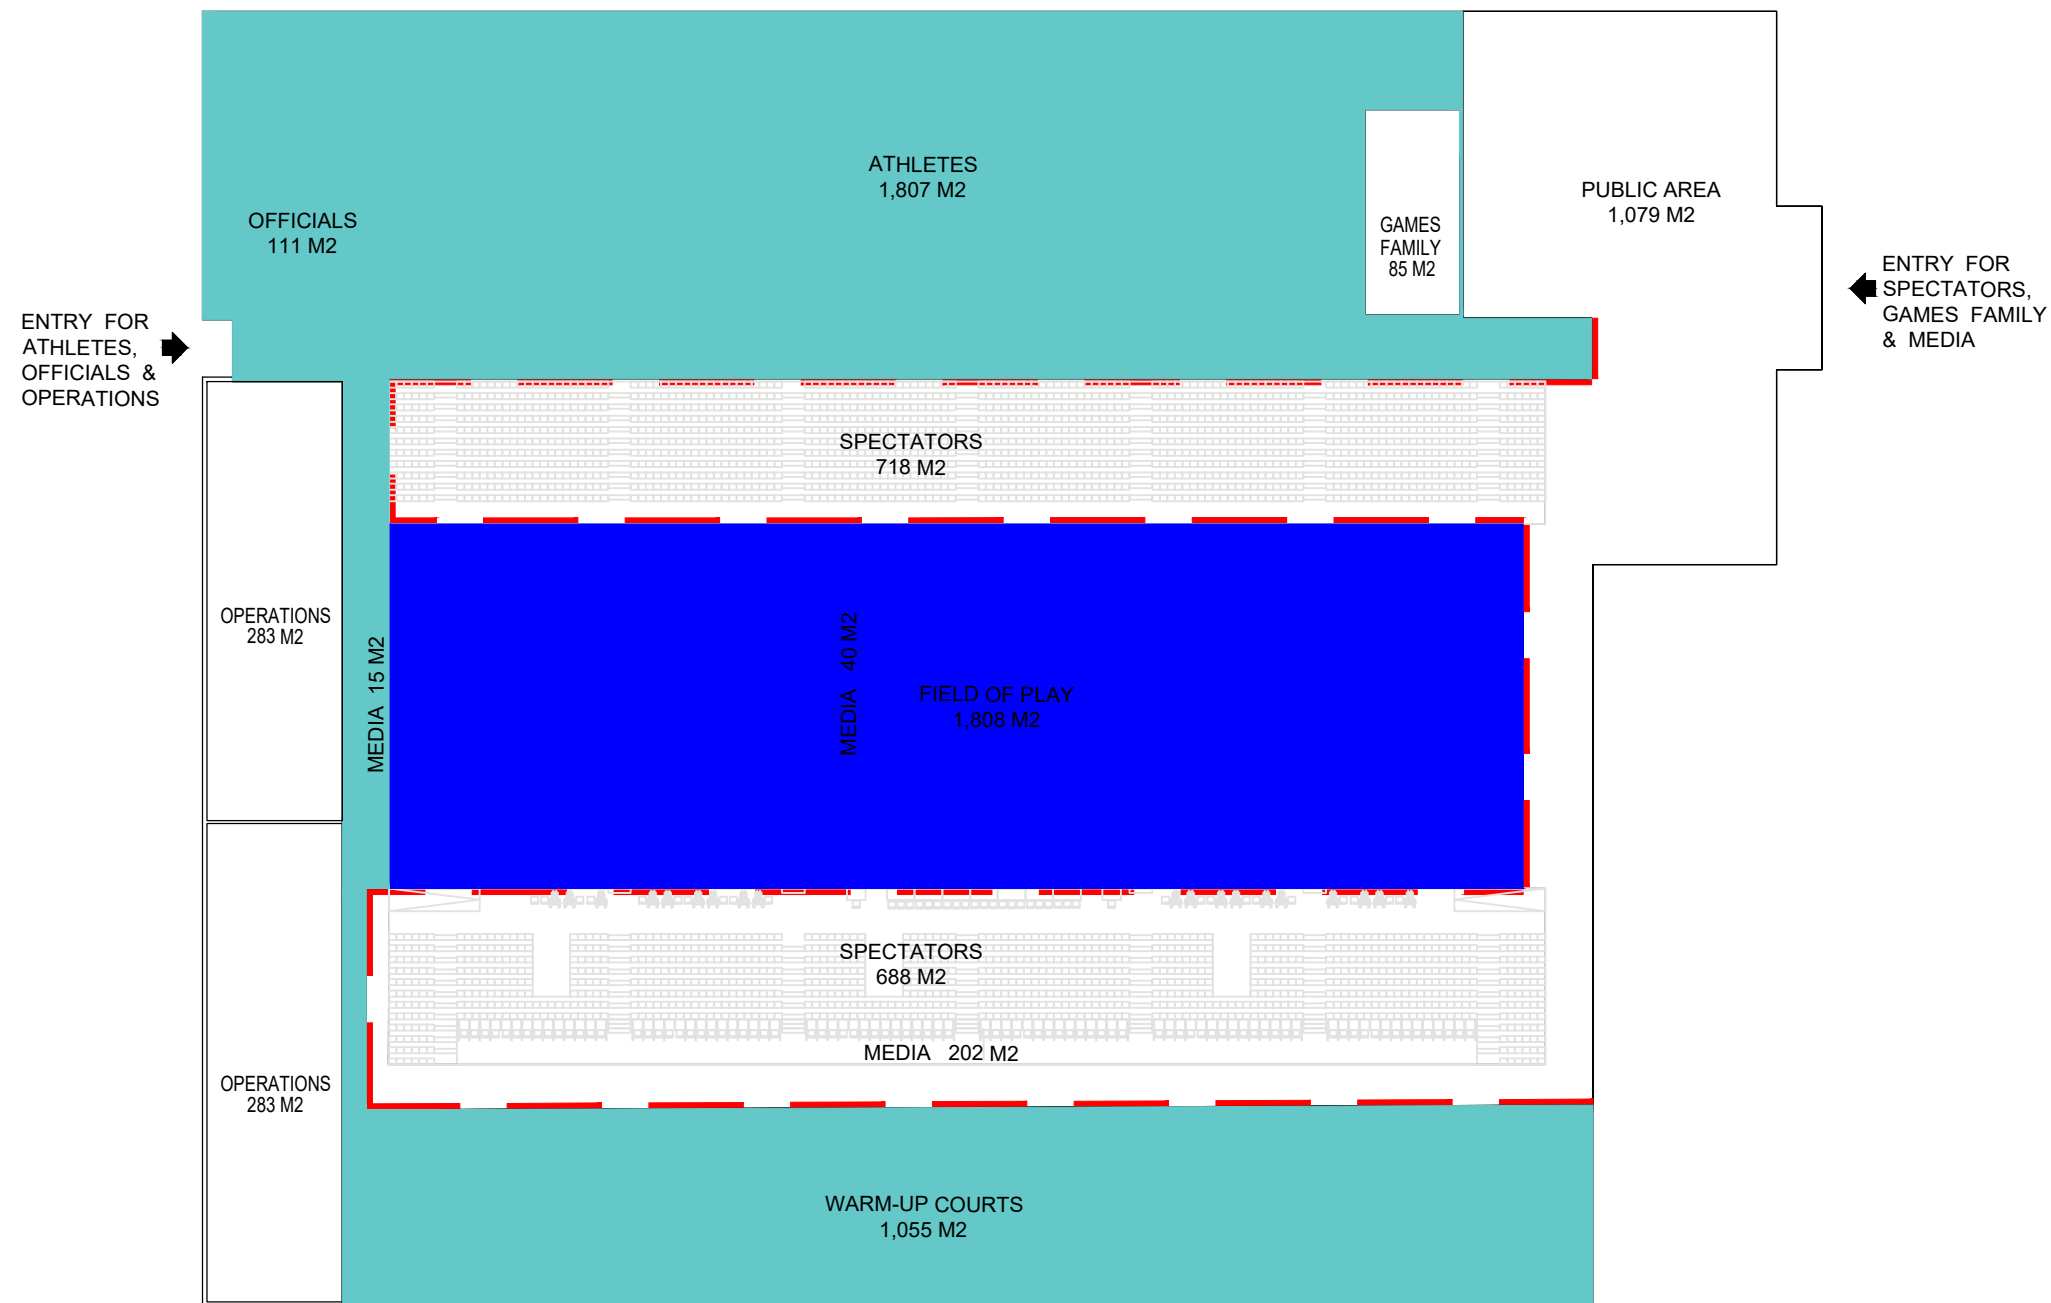 ATHLETES
1,807 M2
PUBLIC AREA
1,079 M2
OFFICIALS
111 M2
GAMES
FAMILY
85 M2
ENTRY FOR
SPECTATORS,
GAMES FAMILY
& MEDIA
ENTRY FOR
ATHLETES,
OFFICIALS &
OPERATIONS
SPECTATORS
718 M2
OPERATIONS
283 M2
MEDIA 15 M2
MEDIA 40 M2
FIELD OF PLAY
1,808 M2
SPECTATORS
688 M2
MEDIA 202 M2
OPERATIONS
283 M2
WARM-UP COURTS
1,055 M2